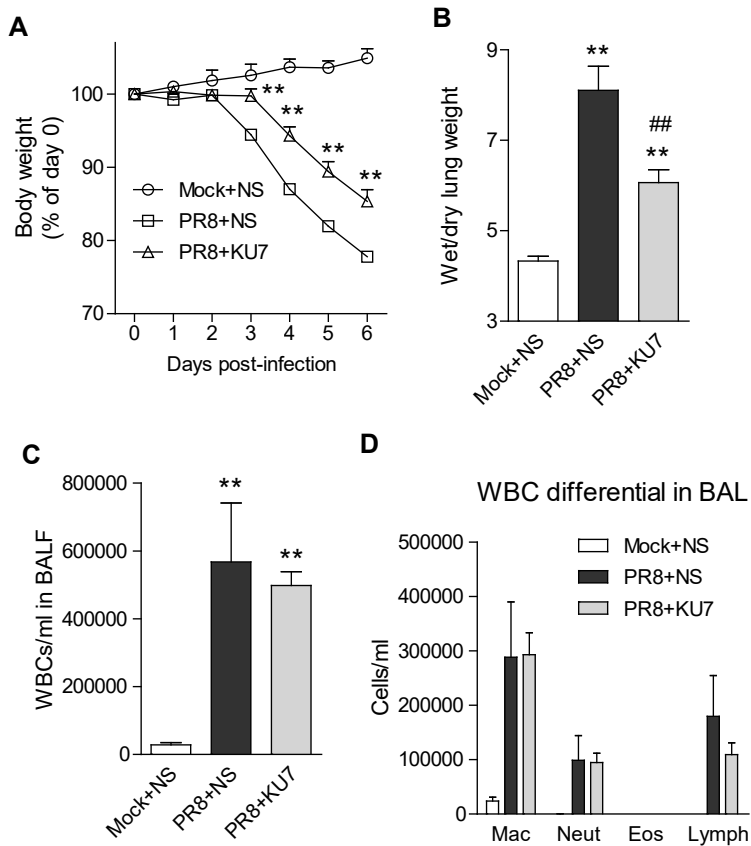 A
Body weight
(% of day 0)
100
90
80
70
**
**
**
**
Mock+NS
PR8+NS
PR8+KU7
0 1 2 3 4 5 6
Days post-infection
B
Wet/dry lung weight
9
8
6
5
3
**
##
**
Mock+NS
PR8+NS
PR8+KU7
C
WBCs/ml in BALF
800000
600000
400000
200000
0
**
**
Mock+NS
PR8+NS
PR8+KU7
D
WBC differential in BAL
Cells/ml
500000
400000
300000
200000
100000
0
Mock+NS
PR8+NS
PR8+KU7
Mac Neut Eos Lymph